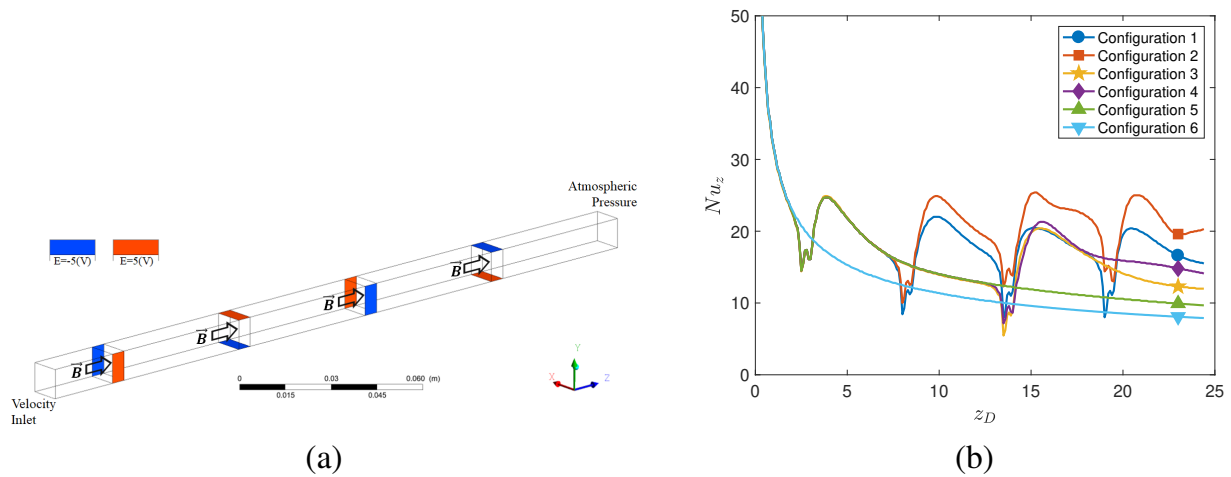 Atmospheric
Pressure
E=-5(V)
E=5(V)
B
B
B
B
Velocity
Inlet
0
0.03
0.060 (m)
0.015
0.045
X
Y
Z
(a)
50
40
30
20
10
0
Nu_z
0
5
10
15
20
25
z_D
Configuration 1
Configuration 2
Configuration 3
Configuration 4
Configuration 5
Configuration 6
(b)